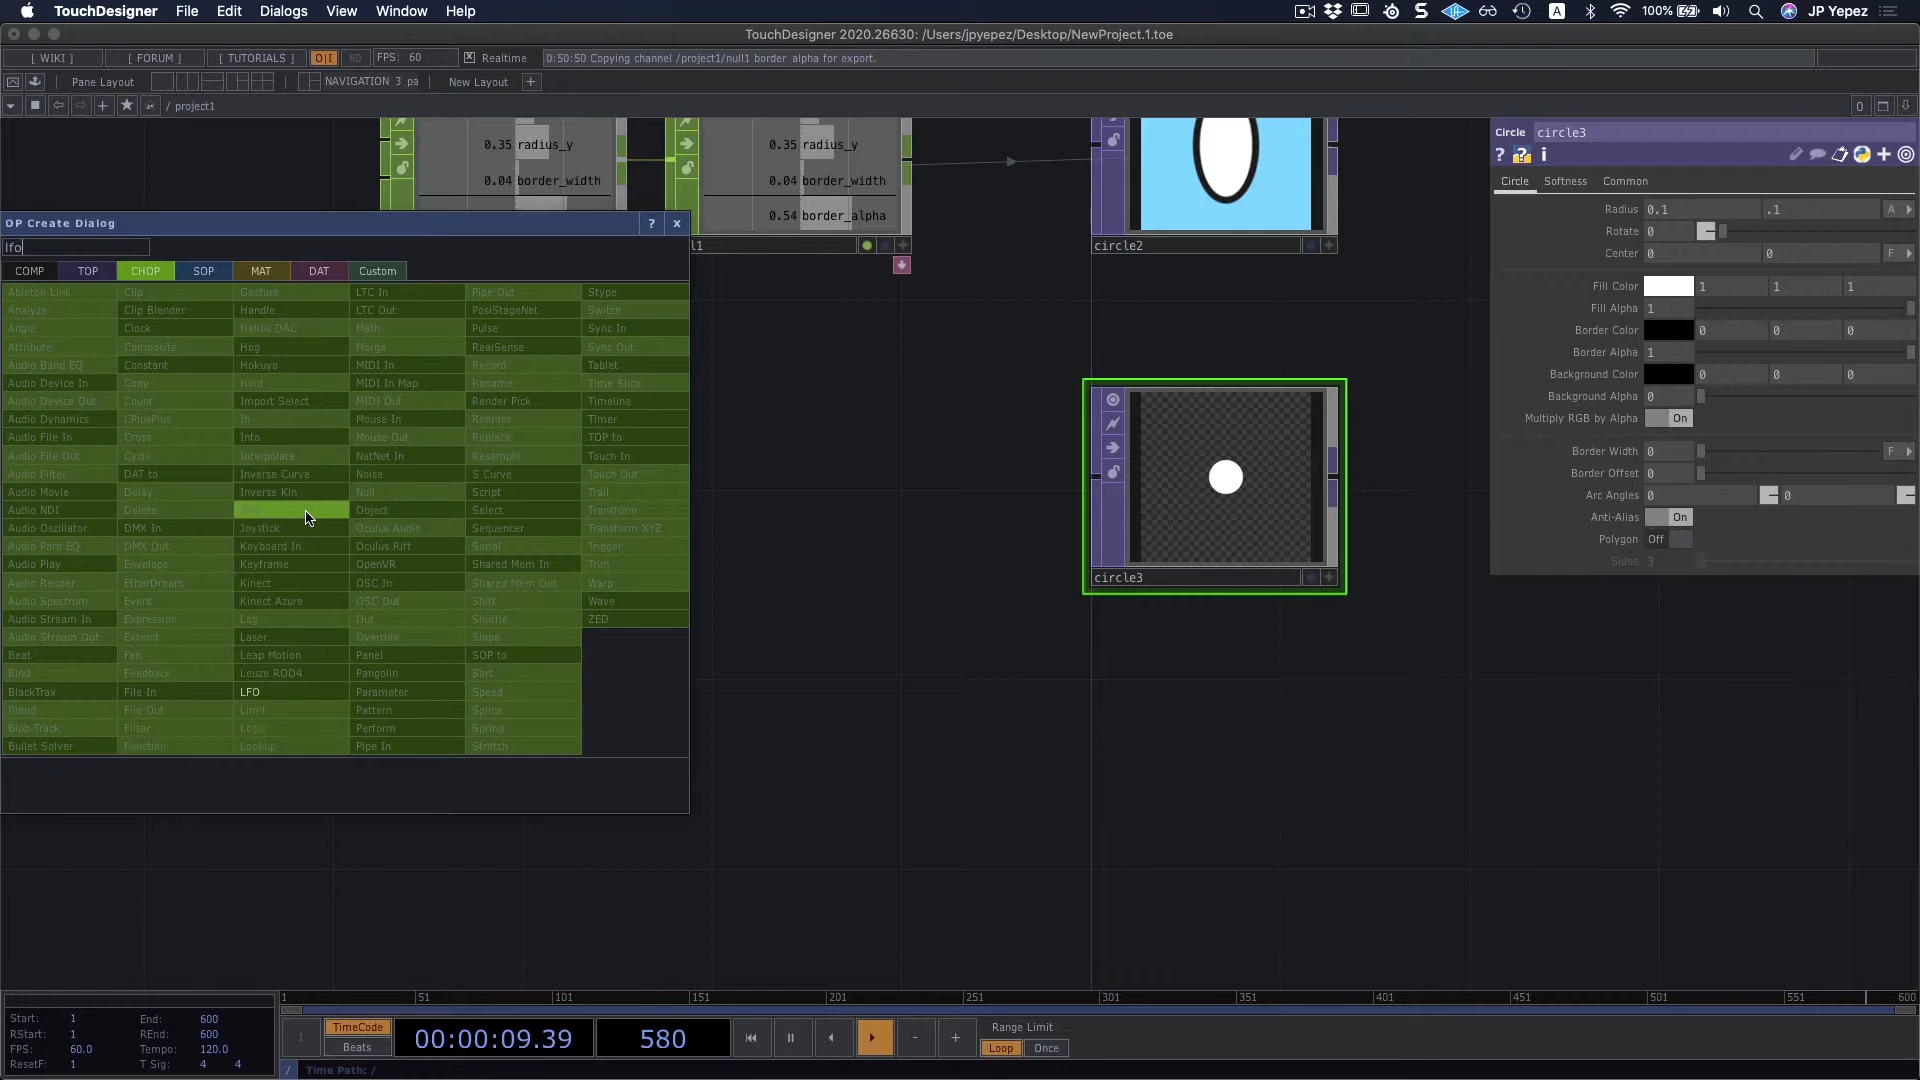 TouchDesigner File Edit Dialogs View Window Help 100% JP Yepez
TouchDesigner 2020.26630: /Users/jpyepez/Desktop/NewProject.1.toe
[ WIKI ] [ FORUM ] [ TUTORIALS ] O|I 60 FPS: 60 Realtime 0:50:50 Copying channel /project1/null1 border_alpha for export.
Pane Layout NAVIGATION 3 pa New Layout +
/ project1 0
0.35 radius_y
0.04 border_width
0.35 radius_y
0.04 border_width
0.54 border_alpha
l1
circle2
circle3
OP Create Dialog ? x
lfo
COMP TOP CHOP SOP MAT DAT Custom
Ableton Link Clip Gesture LTC In Pipe Out Stype
Analyze Clip Blender Handle LTC Out PosiStageNet Switch
Angle Clock Helios DAC Math Pulse Sync In
Attribute Composite Hog Merge RealSense Sync Out
Audio Band EQ Constant Hokuyo MIDI In Record Tablet
Audio Device In Copy Hold MIDI In Map Rename Time Slice
Audio Device Out Count Import Select MIDI Out Render Pick Timeline
Audio Dynamics CPlusPlus In Mouse In Reorder Timer
Audio File In Cross Info Mouse Out Replace TOP to
Audio File Out Cycle Interpolate NatNet In Resample Touch In
Audio Filter DAT to Inverse Curve Noise S Curve Touch Out
Audio Movie Delay Inverse Kin Null Script Trail
Audio NDI Delete Object Select Transform
Audio Oscillator DMX In Joystick Oculus Audio Sequencer Transform XYZ
Audio Para EQ DMX Out Keyboard In Oculus Rift Serial Trigger
Audio Play Envelope Keyframe OpenVR Shared Mem In Trim
Audio Render EtherDream Kinect OSC In Shared Mem Out Warp
Audio Spectrum Event Kinect Azure OSC Out Shift Wave
Audio Stream In Expression Lag Out Shuffle ZED
Audio Stream Out Extend Laser Override Slope
Beat Fan Leap Motion Panel SOP to
Bind Feedback Leuze ROD4 Pangolin Sort
BlackTrax File In LFO Parameter Speed
Blend File Out Limit Pattern Splice
Blob Track Filter Logic Perform Spring
Bullet Solver Function Lookup Pipe In Stretch
Circle circle3
? ? i
Circle Softness Common
Radius 0.1 .1 A
Rotate 0
Center 0 0 F
Fill Color 1 1 1
Fill Alpha 1
Border Color 0 0 0
Border Alpha 1
Background Color 0 0 0
Background Alpha 0
Multiply RGB by Alpha On
Border Width 0 F
Border Offset 0
Arc Angles 0 0
Anti-Alias On
Polygon Off
Sides 3
1 51 101 151 201 251 301 351 401 451 501 551 600
Start: 1 End: 600
RStart: 1 REnd: 600
FPS: 60.0 Tempo: 120.0
ResetF: 1 T Sig: 4 4
TimeCode
Beats
00:00:09.39 580
- +
Range Limit
Loop Once
/ Time Path: /